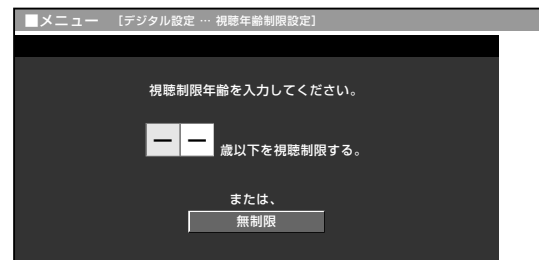 ■メニュー [デジタル設定 … 視聴年齢制限設定]
視聴制限年齢を入力してください。
ー ー 歳以下を視聴制限する。
または、
無制限